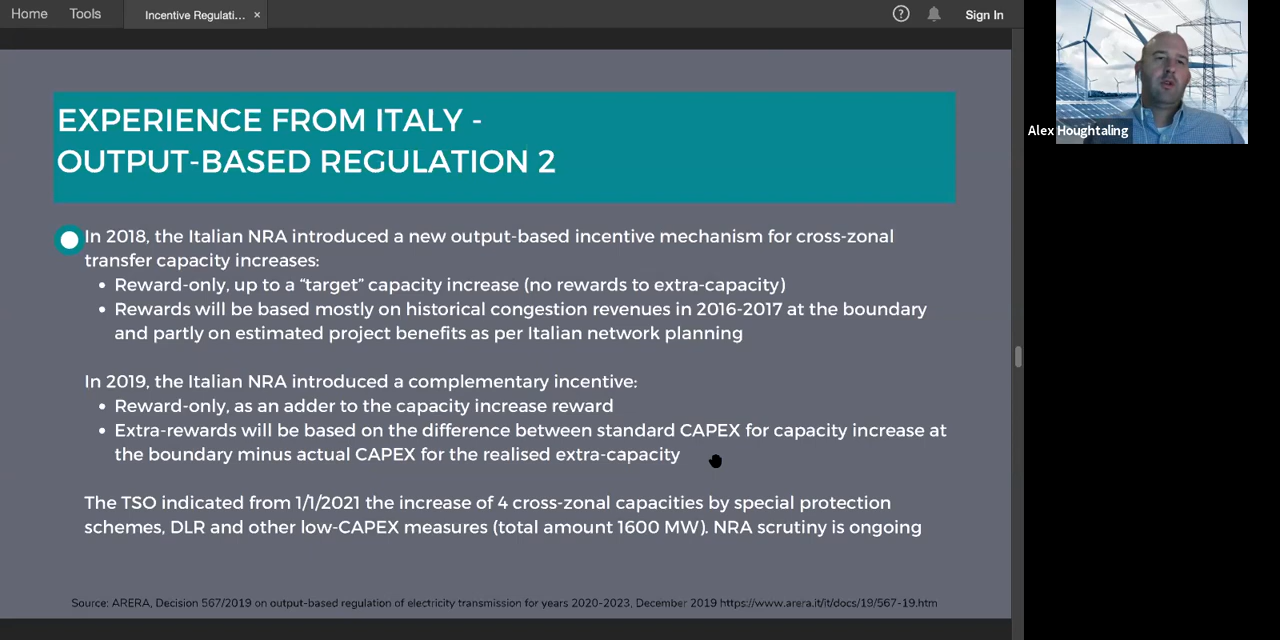 Home Tools Incentive Regulati... × ? Sign In
EXPERIENCE FROM ITALY -
OUTPUT-BASED REGULATION 2
In 2018, the Italian NRA introduced a new output-based incentive mechanism for cross-zonal
transfer capacity increases:
• Reward-only, up to a “target” capacity increase (no rewards to extra-capacity)
• Rewards will be based mostly on historical congestion revenues in 2016-2017 at the boundary
and partly on estimated project benefits as per Italian network planning
In 2019, the Italian NRA introduced a complementary incentive:
• Reward-only, as an adder to the capacity increase reward
• Extra-rewards will be based on the difference between standard CAPEX for capacity increase at
the boundary minus actual CAPEX for the realised extra-capacity
The TSO indicated from 1/1/2021 the increase of 4 cross-zonal capacities by special protection
schemes, DLR and other low-CAPEX measures (total amount 1600 MW). NRA scrutiny is ongoing
Source: ARERA, Decision 567/2019 on output-based regulation of electricity transmission for years 2020-2023, December 2019 https://www.arera.it/it/docs/19/567-19.htm
Alex Houghtaling